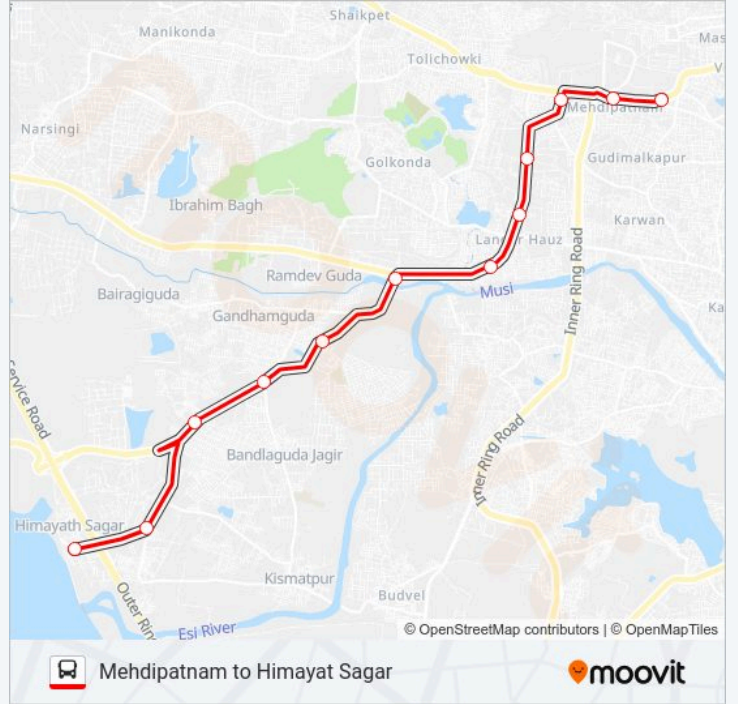 Shaikpet
Manikonda
Mas
Tolichowki
V
Mehdipatnam
Narsingi
Golkonda
Gudimalkapur
Ibrahim Bagh
Karwan
Langar Hauz
Ramdev Guda
Inner Ring Road
Bairagiguda
Musi
Gandhamguda
Ka
Service Road
Inner Ring Road
Bandlaguda Jagir
Himayath Sagar
Kismatpur
Outer Ring
Budvel
Esi River
© OpenStreetMap contributors | © OpenMapTiles
Mehdipatnam to Himayat Sagar
moovit